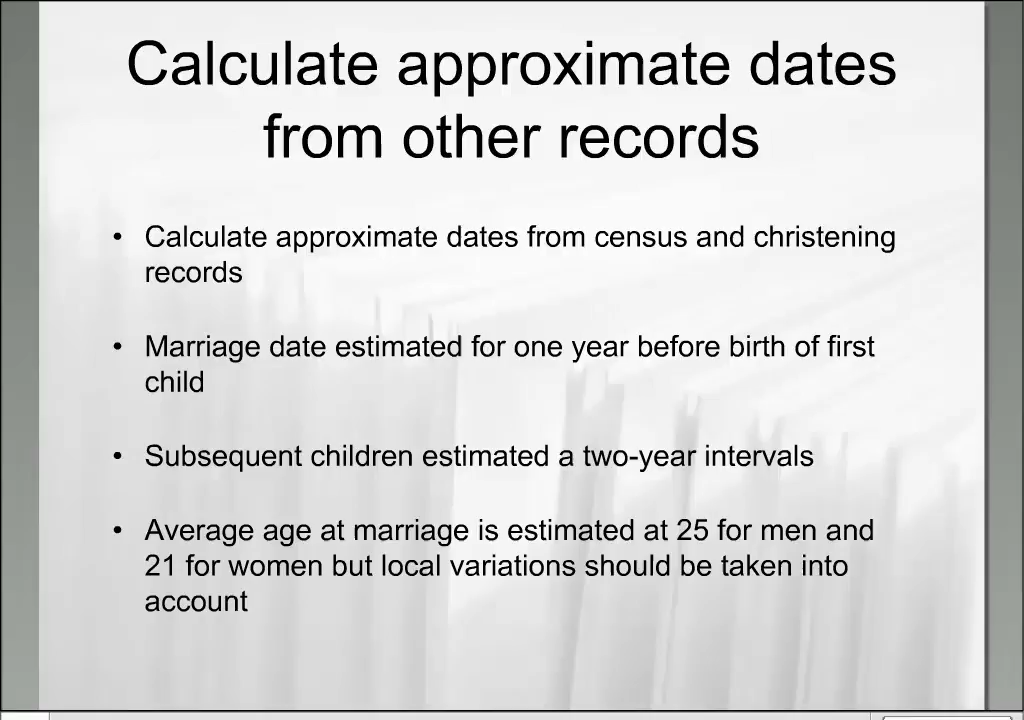 Calculate approximate dates
from other records
• Calculate approximate dates from census and christening
records
• Marriage date estimated for one year before birth of first
child
• Subsequent children estimated a two-year intervals
• Average age at marriage is estimated at 25 for men and
21 for women but local variations should be taken into
account